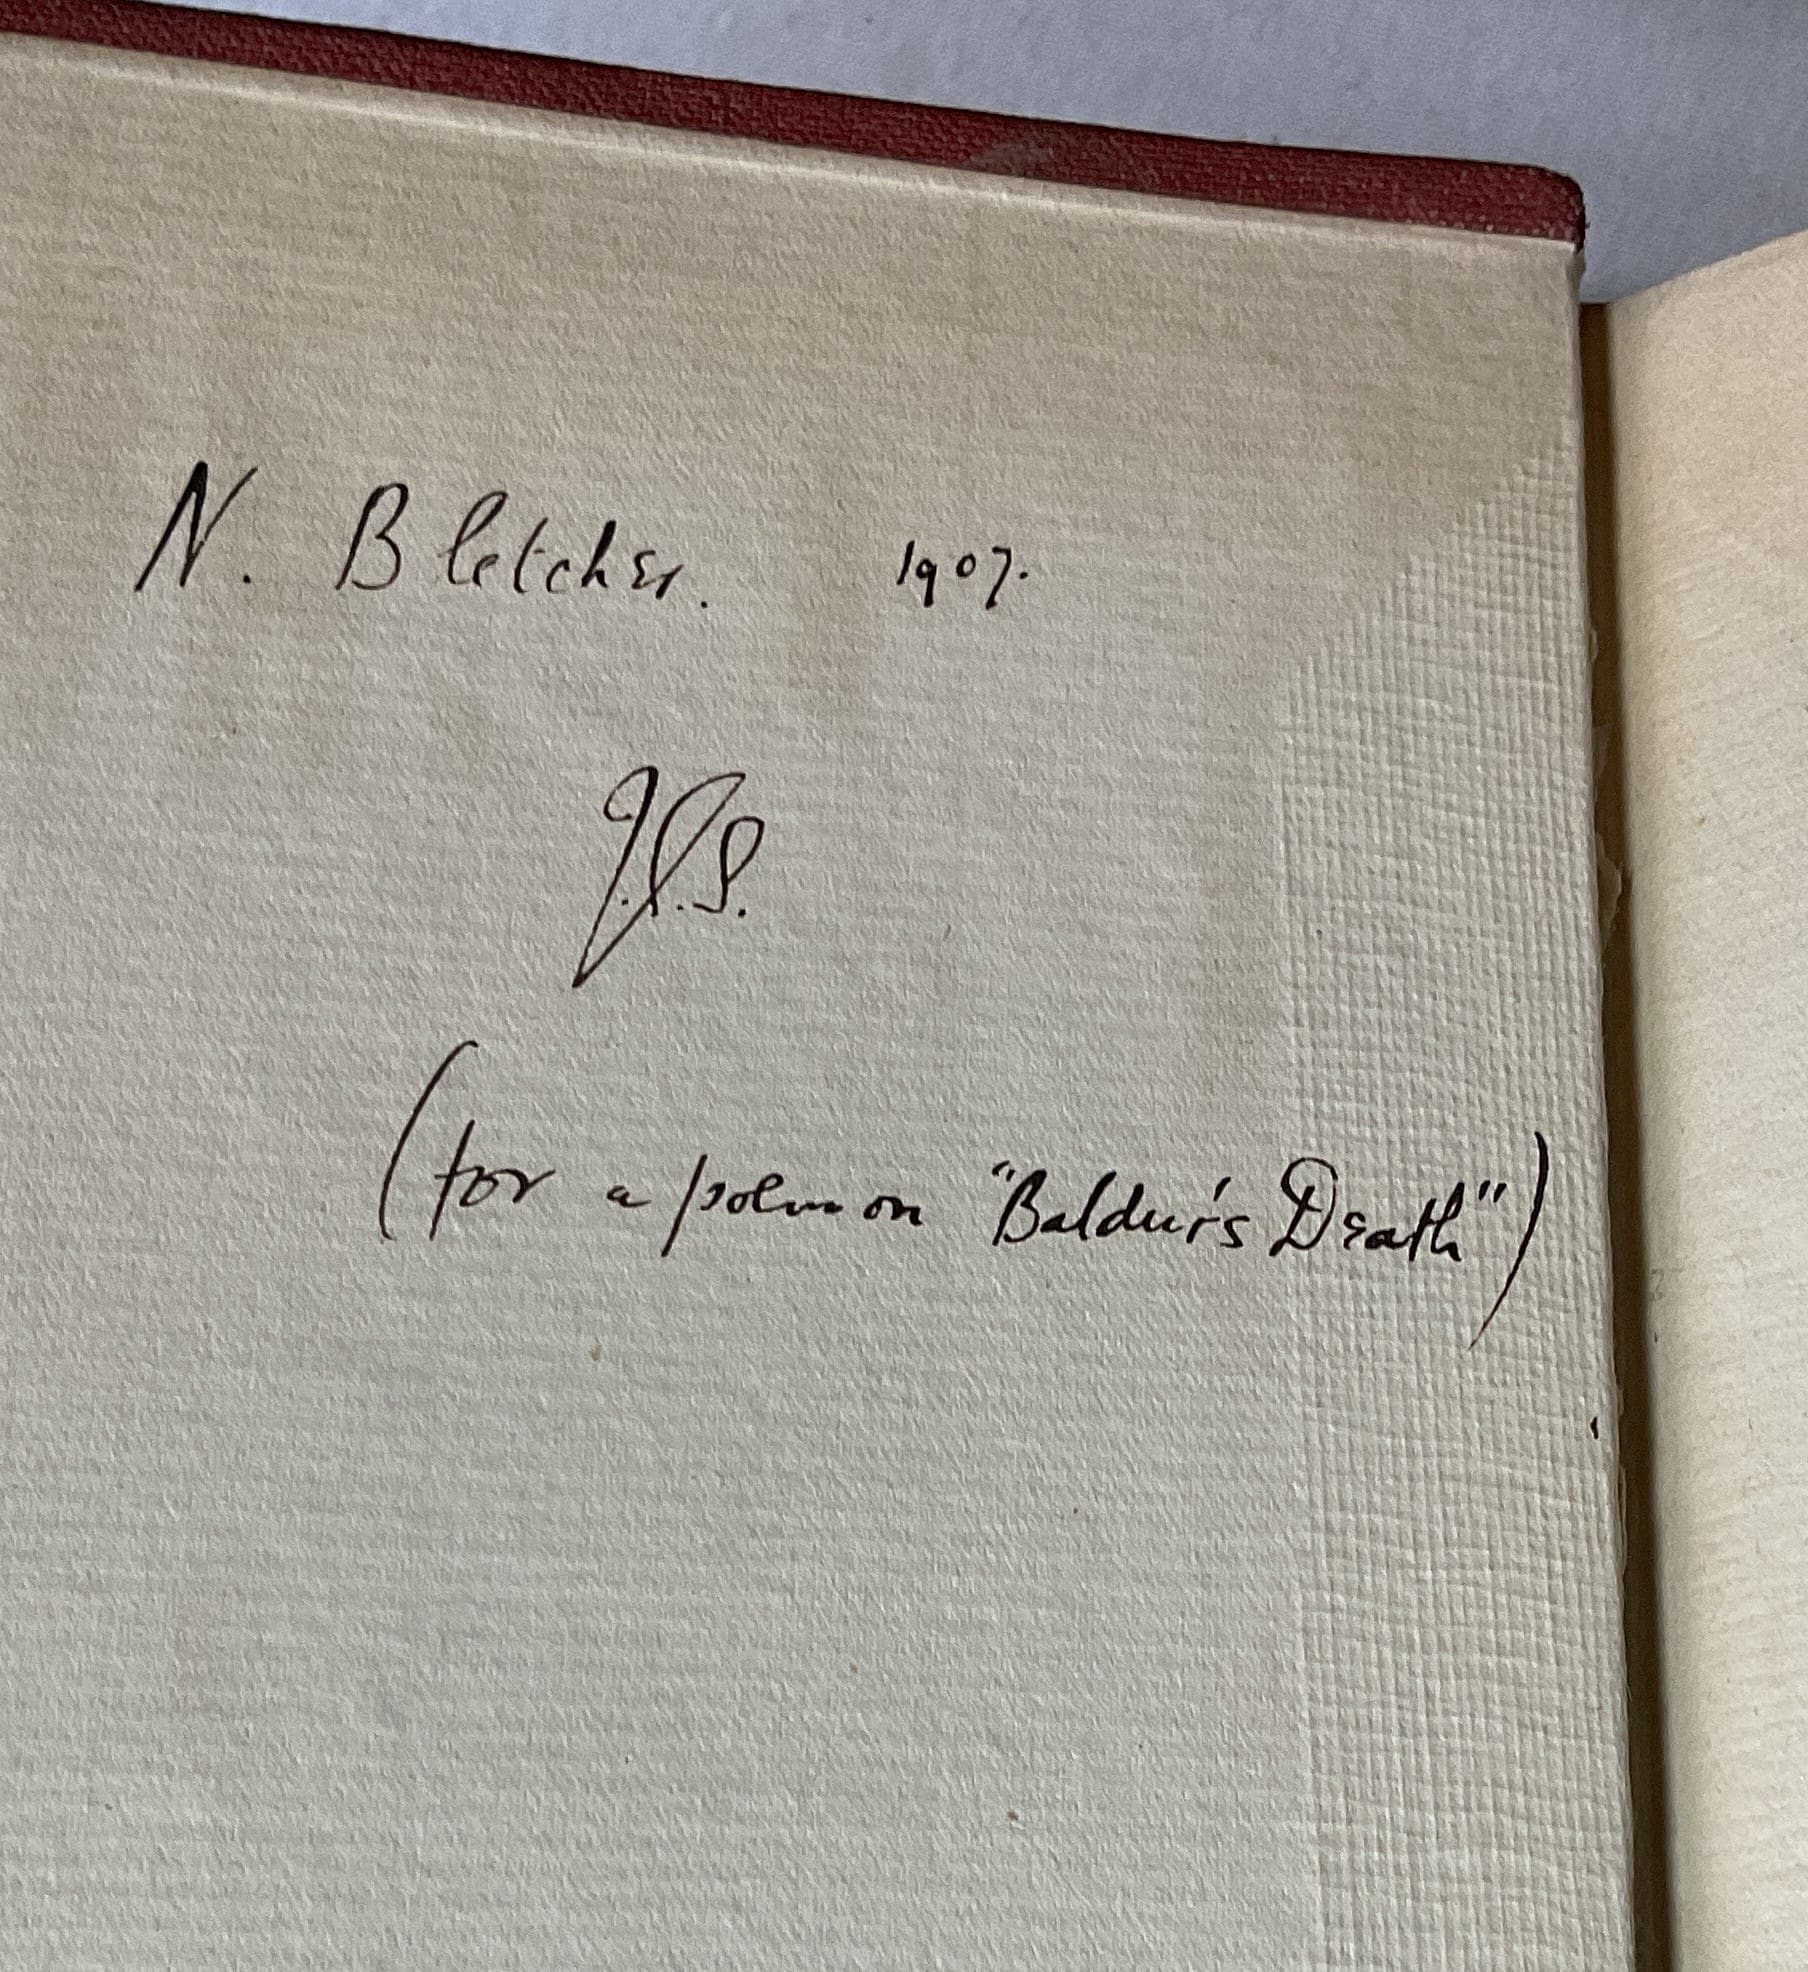 N. Bletcher. 1907.
J.S.S.
(for a poem on "Baldur's Death")